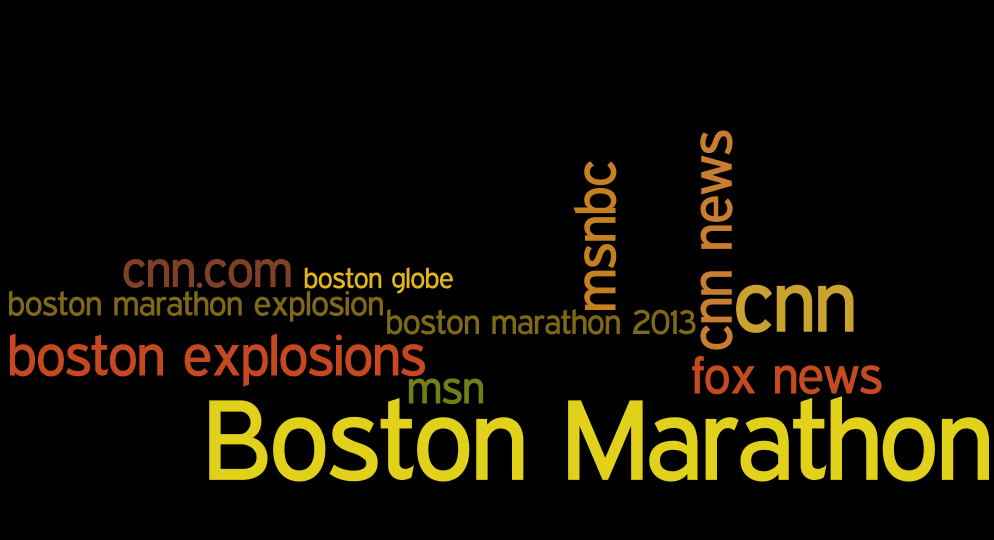 cnn news
msnbc
cnn.com
boston globe
cnn
boston marathon explosion
boston marathon 2013
boston explosions
fox news
msn
Boston Marathon